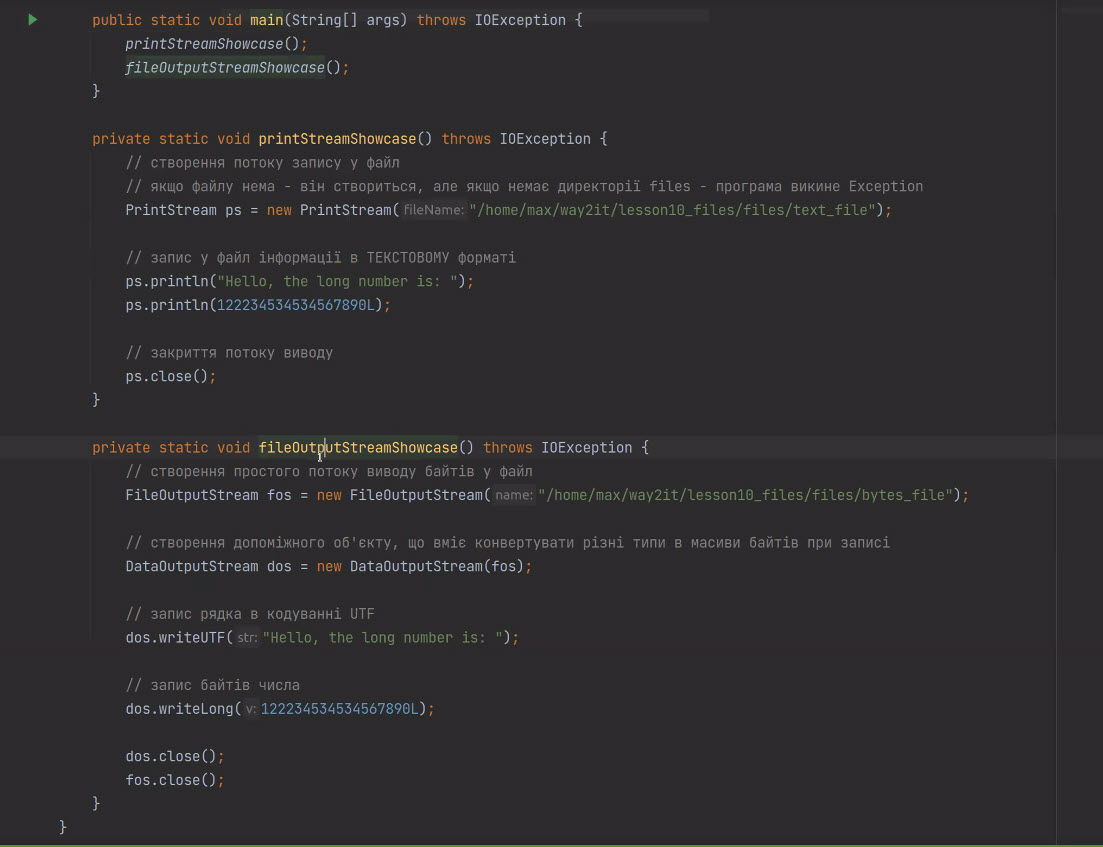 public static void main(String[] args) throws IOException {
printStreamShowcase();
fileOutputStreamShowcase();
}
private static void printStreamShowcase() throws IOException {
// створення потоку запису у файл
// якщо файлу нема - він створиться, але якщо немає директорії files - програма викине Exception
PrintStream ps = new PrintStream( fileName: "/home/max/way2it/lesson10_files/files/text_file");
// запис у файл інформації в ТЕКСТОВОМУ форматі
ps.println("Hello, the long number is: ");
ps.println(122234534534567890L);
// закриття потоку виводу
ps.close();
}
private static void fileOutputStreamShowcase() throws IOException {
// створення простого потоку виводу байтів у файл
FileOutputStream fos = new FileOutputStream( name: "/home/max/way2it/lesson10_files/files/bytes_file");
// створення допоміжного об'єкту, що вміє конвертувати різні типи в масиви байтів при записі
DataOutputStream dos = new DataOutputStream(fos);
// запис рядка в кодуванні UTF
dos.writeUTF( str: "Hello, the long number is: ");
// запис байтів числа
dos.writeLong( v: 122234534534567890L);
dos.close();
fos.close();
}
}